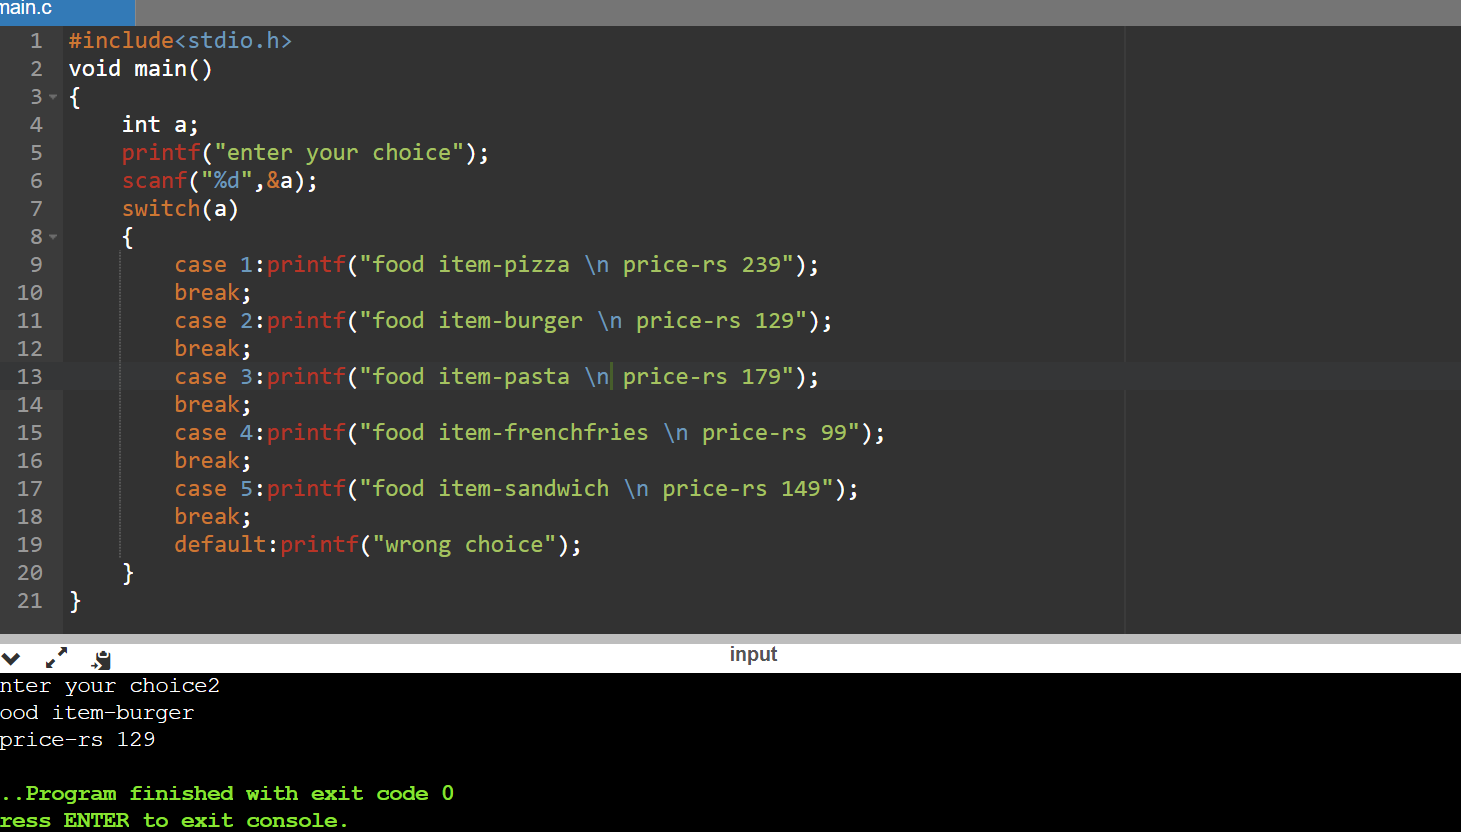 main.c
1 #include<stdio.h>
2 void main()
3 {
4 int a;
5 printf("enter your choice");
6 scanf("%d",&a);
7 switch(a)
8 {
9 case 1:printf("food item-pizza \n price-rs 239");
10 break;
11 case 2:printf("food item-burger \n price-rs 129");
12 break;
13 case 3:printf("food item-pasta \n price-rs 179");
14 break;
15 case 4:printf("food item-frenchfries \n price-rs 99");
16 break;
17 case 5:printf("food item-sandwich \n price-rs 149");
18 break;
19 default:printf("wrong choice");
20 }
21 }
input
nter your choice2
ood item-burger
price-rs 129
..Program finished with exit code 0
ress ENTER to exit console.